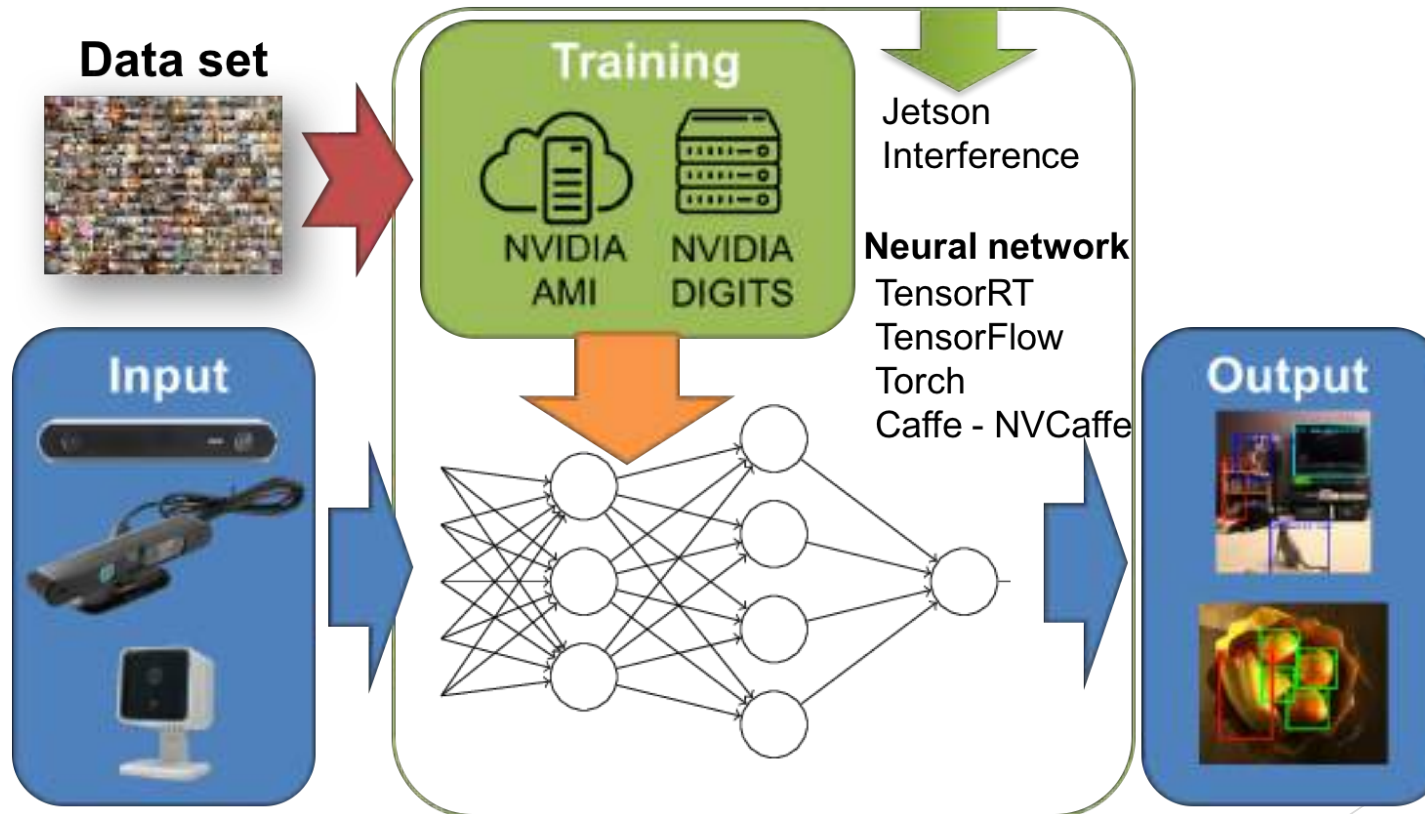 Data set
Training
NVIDIA
AMI
NVIDIA
DIGITS
Jetson
Interference
Neural network
TensorRT
TensorFlow
Torch
Caffe - NVCaffe
Input
Output